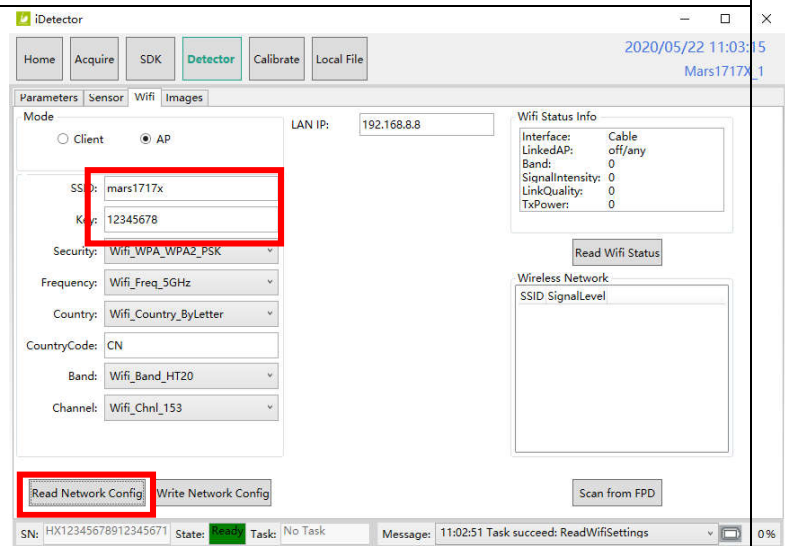 iDetector
Home Acquire SDK Detector Calibrate Local File
2020/05/22 11:03:15
Mars1717X_1
Parameters Sensor Wifi Images
Mode
Client AP
LAN IP: 192.168.8.8
SSID: mars1717x
Key: 12345678
Security: Wifi_WPA_WPA2_PSK
Frequency: Wifi_Freq_5GHz
Country: Wifi_Country_ByLetter
CountryCode: CN
Band: Wifi_Band_HT20
Channel: Wifi_Chnl_153
Read Network Config Write Network Config
Wifi Status Info
Interface: Cable
LinkedAP: off/any
Band: 0
SignalIntensity: 0
LinkQuality: 0
TxPower: 0
Read Wifi Status
Wireless Network
SSID SignalLevel
Scan from FPD
SN: HX12345678912345671 State: Ready Task: No Task Message: 11:02:51 Task succeed: ReadWifiSettings 0%